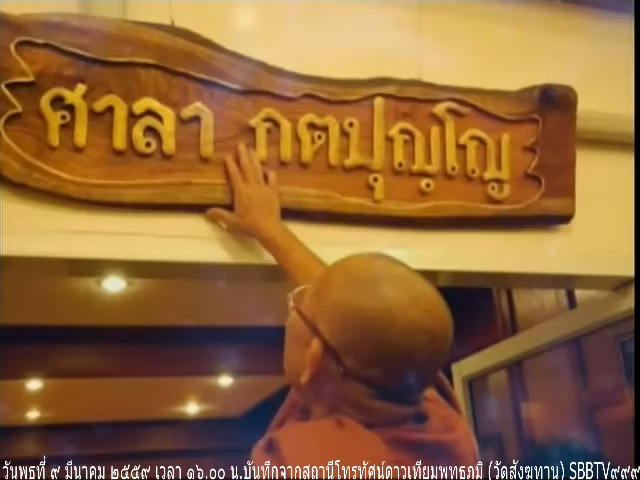 ศาลา กตปุญฺโญ
วันพุธที่ ๙ มีนาคม ๒๕๕๙ เวลา ๑๖.๐๐ น.บันทึกจากสถานีโทรทัศน์ดาวเทียมพุทธภูมิ (วัดสังฆทาน) SBBTV๙๙๙